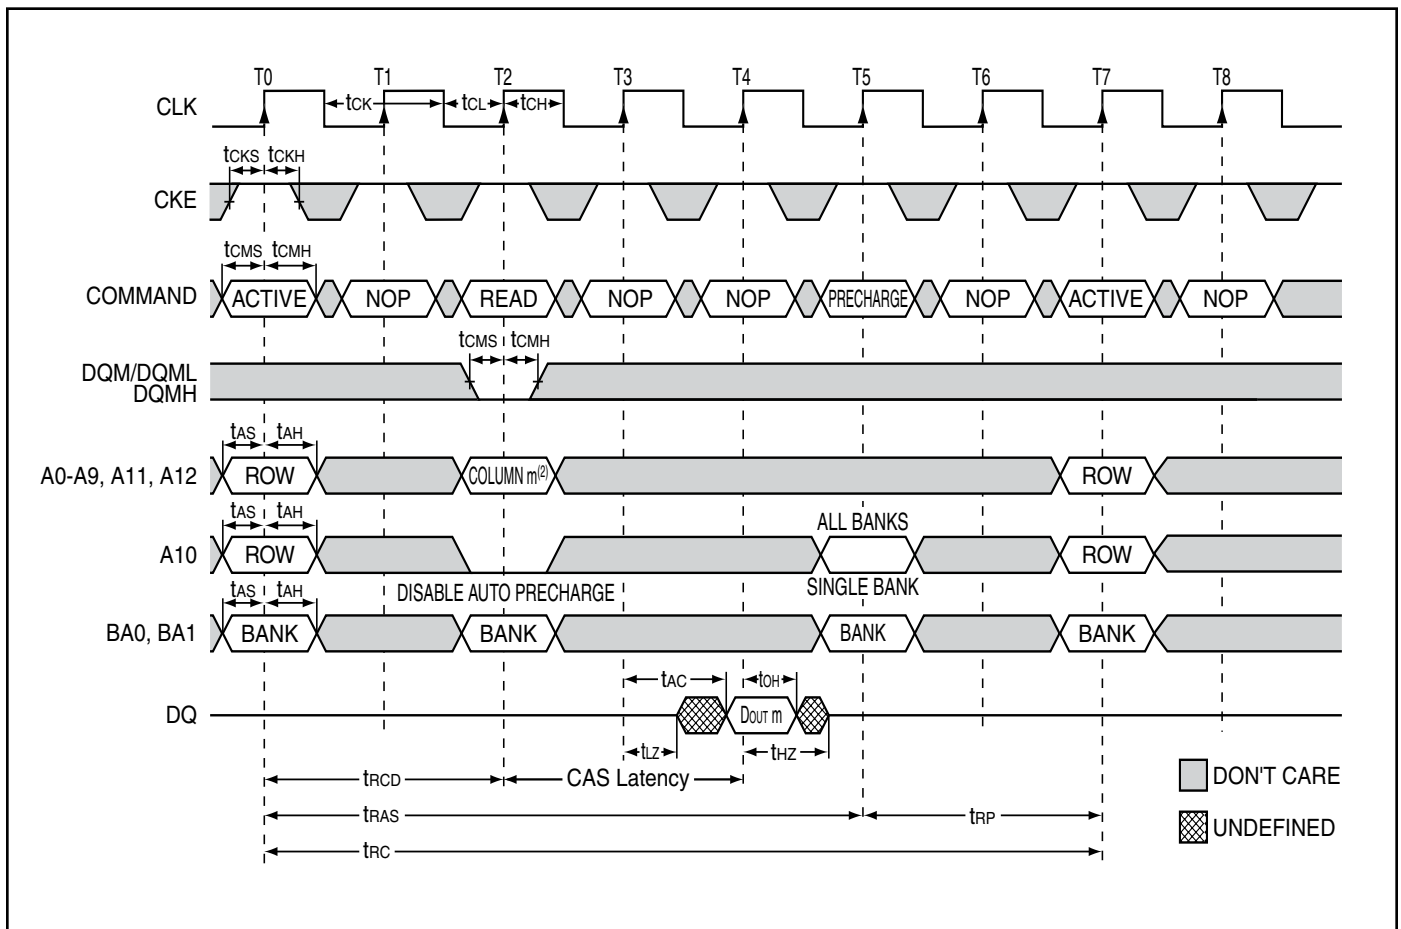 T0 T1 T2 T3 T4 T5 T6 T7 T8
CLK tCK tCL tCH
tCKS tCKH
CKE
tCMS tCMH
COMMAND ACTIVE NOP READ NOP NOP PRECHARGE NOP ACTIVE NOP
tCMS tCMH
DQM/DQML
DQMH
tAS tAH
A0-A9, A11, A12 ROW COLUMN m(2) ROW
tAS tAH ALL BANKS
A10 ROW ROW
DISABLE AUTO PRECHARGE SINGLE BANK
tAS tAH
BA0, BA1 BANK BANK BANK BANK
tAC tOH
DQ DOUT m
tLZ tHZ
tRCD CAS Latency DON'T CARE
tRAS tRP
UNDEFINED
tRC